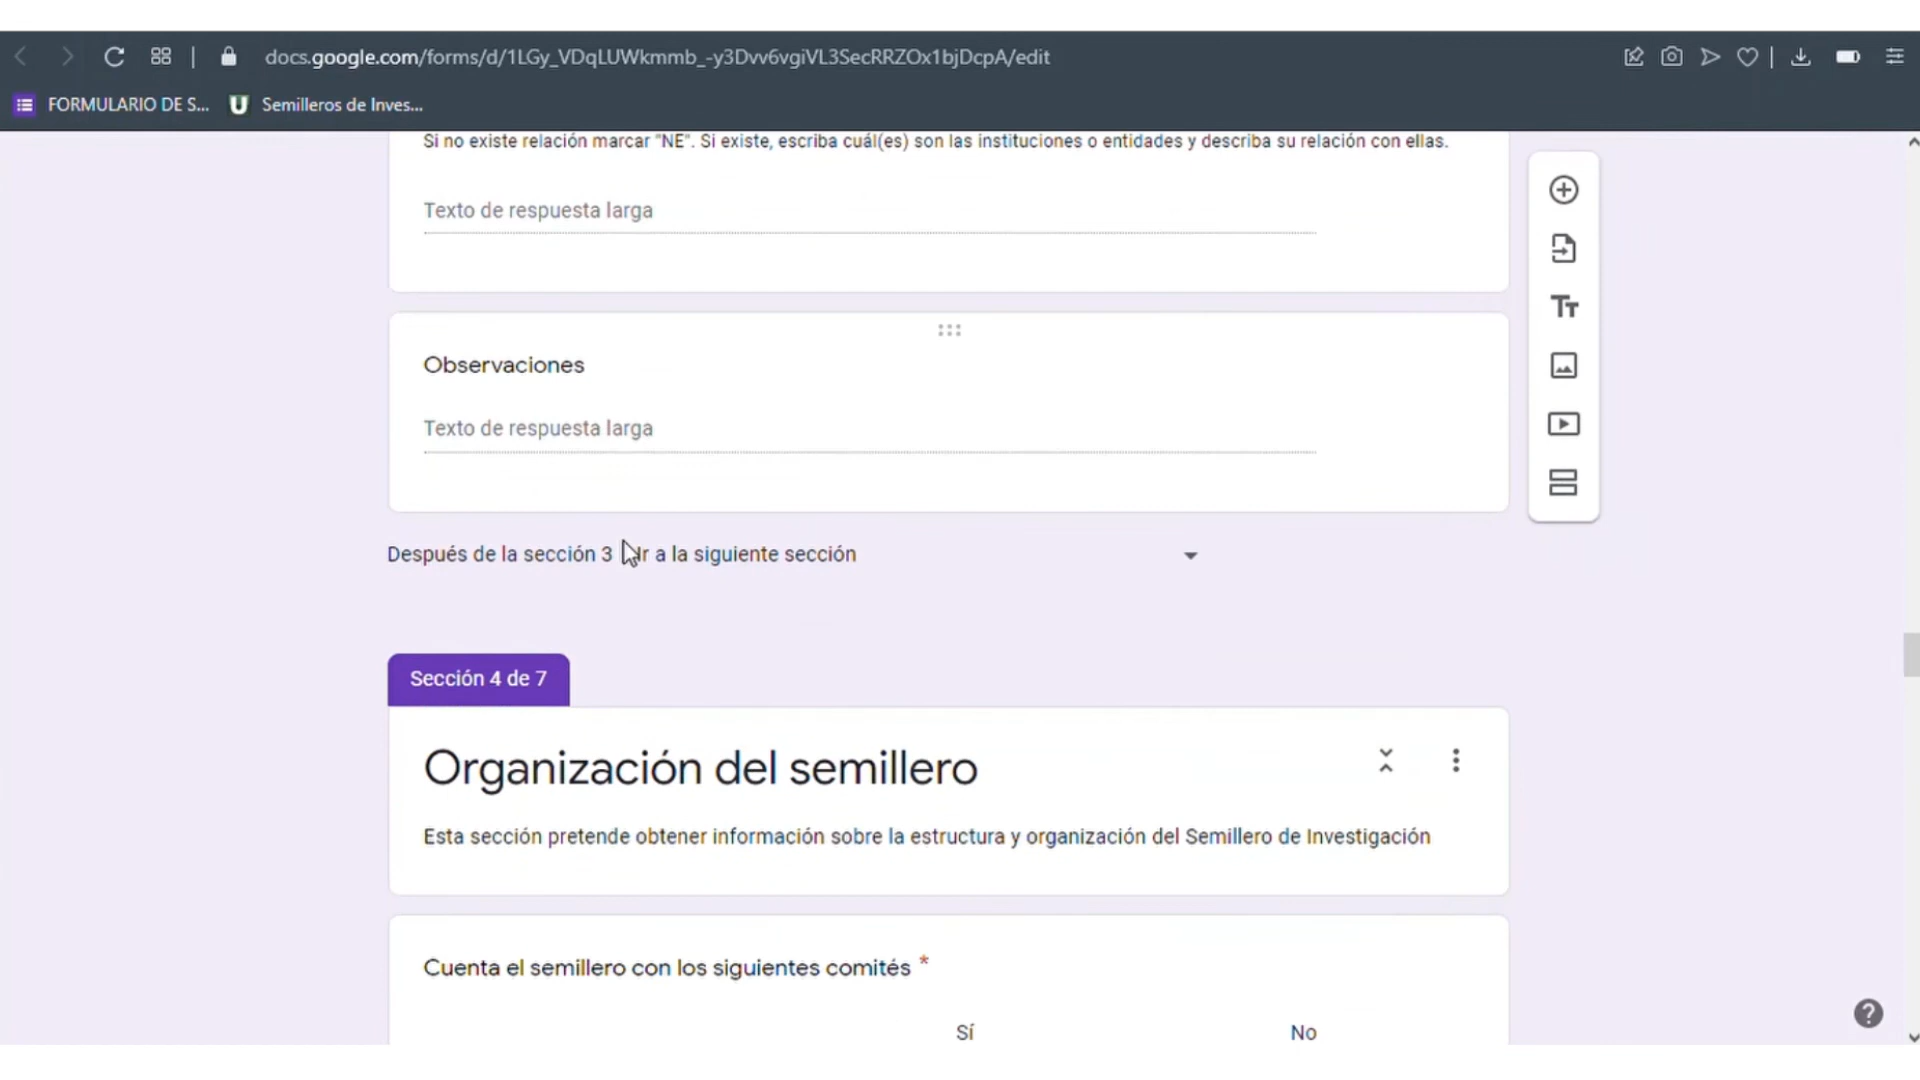 docs.google.com/forms/d/1LGy_VDqLUWkmmb_-y3Dvv6vgiVL3SecRRZOx1bjDcpA/edit
FORMULARIO DE S... Semilleros de Inves...
Si no existe relación marcar "NE". Si existe, escriba cuál(es) son las instituciones o entidades y describa su relación con ellas.
Texto de respuesta larga
Observaciones
Texto de respuesta larga
Después de la sección 3 Ir a la siguiente sección
Sección 4 de 7
Organización del semillero
Esta sección pretende obtener información sobre la estructura y organización del Semillero de Investigación
Cuenta el semillero con los siguientes comités *
Sí No